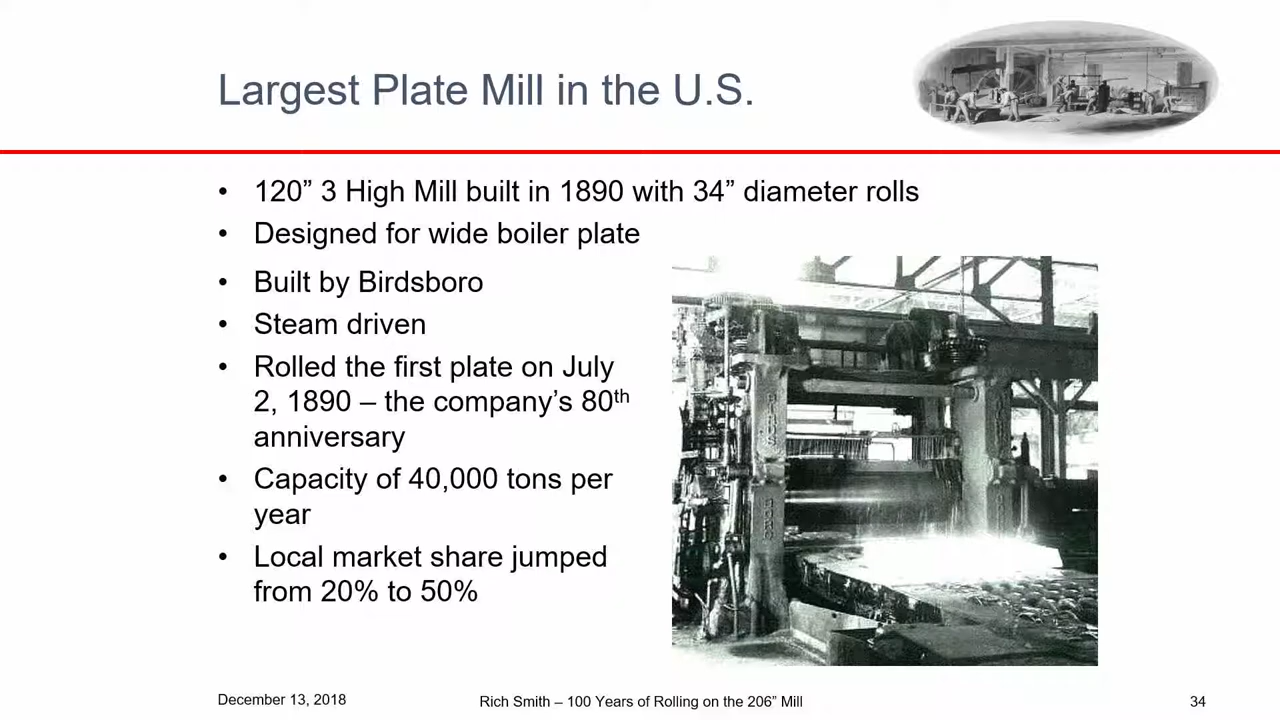 Largest Plate Mill in the U.S.
• 120” 3 High Mill built in 1890 with 34” diameter rolls
• Designed for wide boiler plate
• Built by Birdsboro
• Steam driven
• Rolled the first plate on July
2, 1890 – the company’s 80th
anniversary
• Capacity of 40,000 tons per
year
• Local market share jumped
from 20% to 50%
BIRDS
BORO
December 13, 2018
Rich Smith – 100 Years of Rolling on the 206” Mill
34